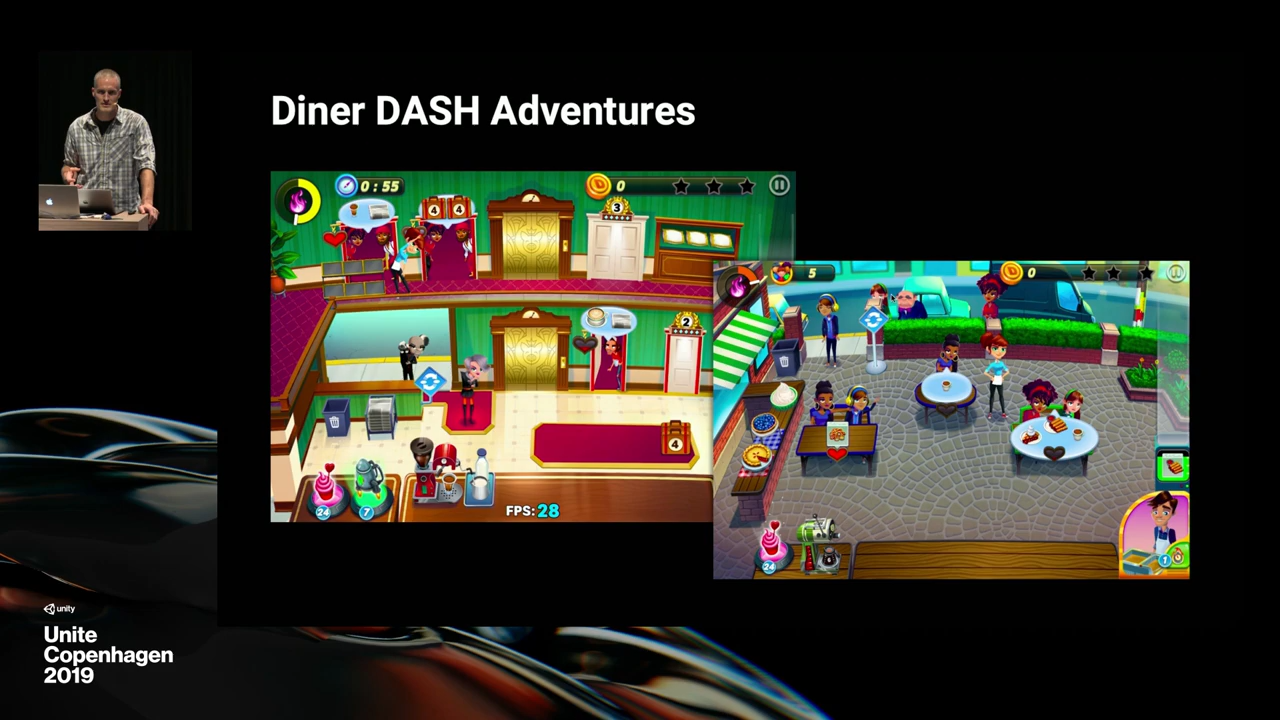 Diner DASH Adventures
0:55
0
4 4
3
2
4
24
7
FPS: 28
5
0
24
1
unity
Unite
Copenhagen
2019